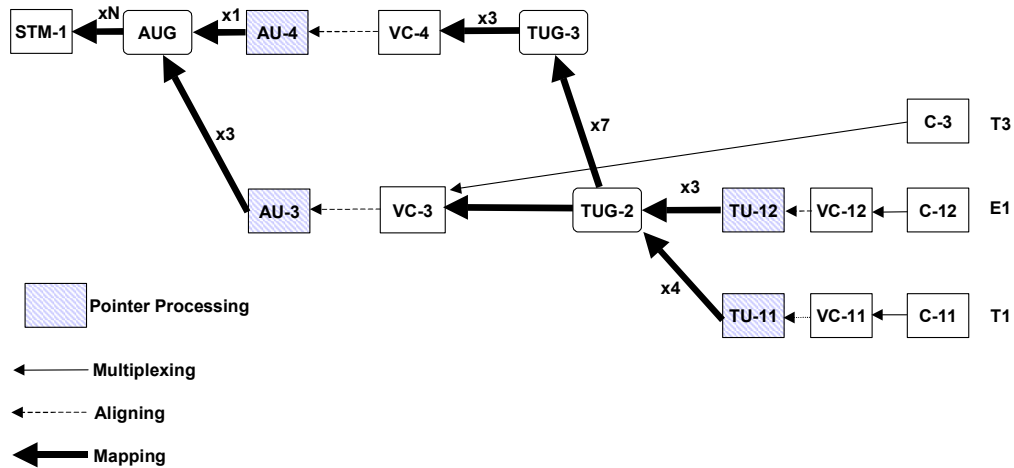 xN
x1
x3
STM-1
AUG
AU-4
VC-4
TUG-3
x3
x7
C-3
T3
AU-3
VC-3
TUG-2
x3
TU-12
VC-12
C-12
E1
x4
TU-11
VC-11
C-11
T1
Pointer Processing
Multiplexing
Aligning
Mapping